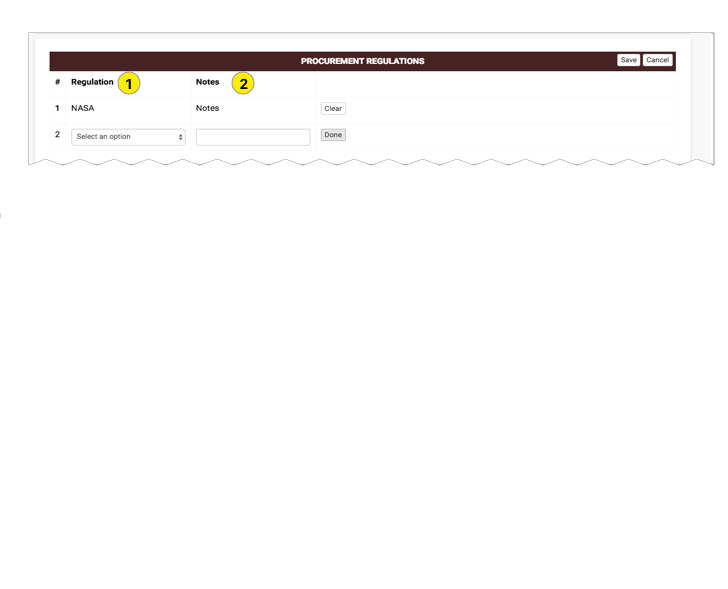 PROCUREMENT REGULATIONS Save Cancel
# Regulation 1 Notes 2
1 NASA Notes Clear
2 Select an option Done